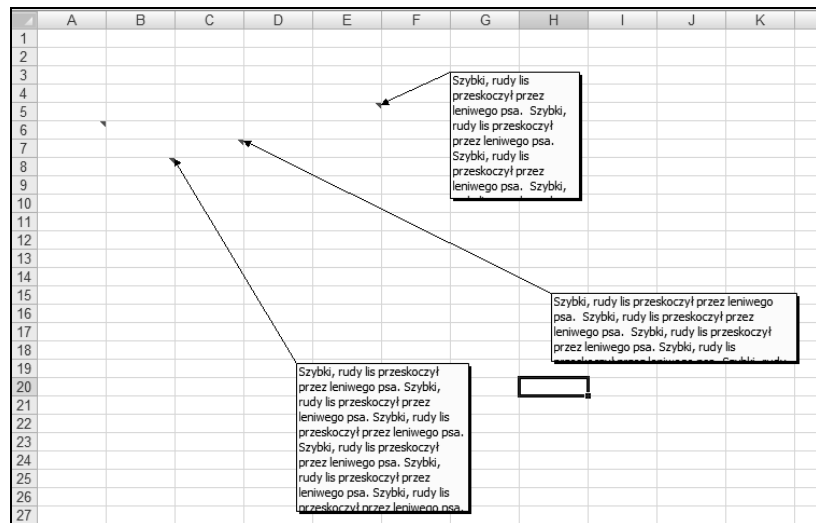 A B C D E F G H I J K
1
2
3
4
5
6
7
8
9
10
11
12
13
14
15
16
17
18
19
20
21
22
23
24
25
26
27
Szybki, rudy lis
przeskoczył przez
leniwego psa. Szybki,
rudy lis przeskoczył
przez leniwego psa.
Szybki, rudy lis
przeskoczył przez
leniwego psa. Szybki,
Szybki, rudy lis przeskoczył przez leniwego
psa. Szybki, rudy lis przeskoczył przez
leniwego psa. Szybki, rudy lis przeskoczył
przez leniwego psa. Szybki, rudy lis
Szybki, rudy lis przeskoczył
przez leniwego psa. Szybki,
rudy lis przeskoczył przez
leniwego psa. Szybki, rudy lis
przeskoczył przez leniwego psa.
Szybki, rudy lis przeskoczył
przez leniwego psa. Szybki,
rudy lis przeskoczył przez
leniwego psa. Szybki, rudy lis
przeskoczył przez leniwego psa.